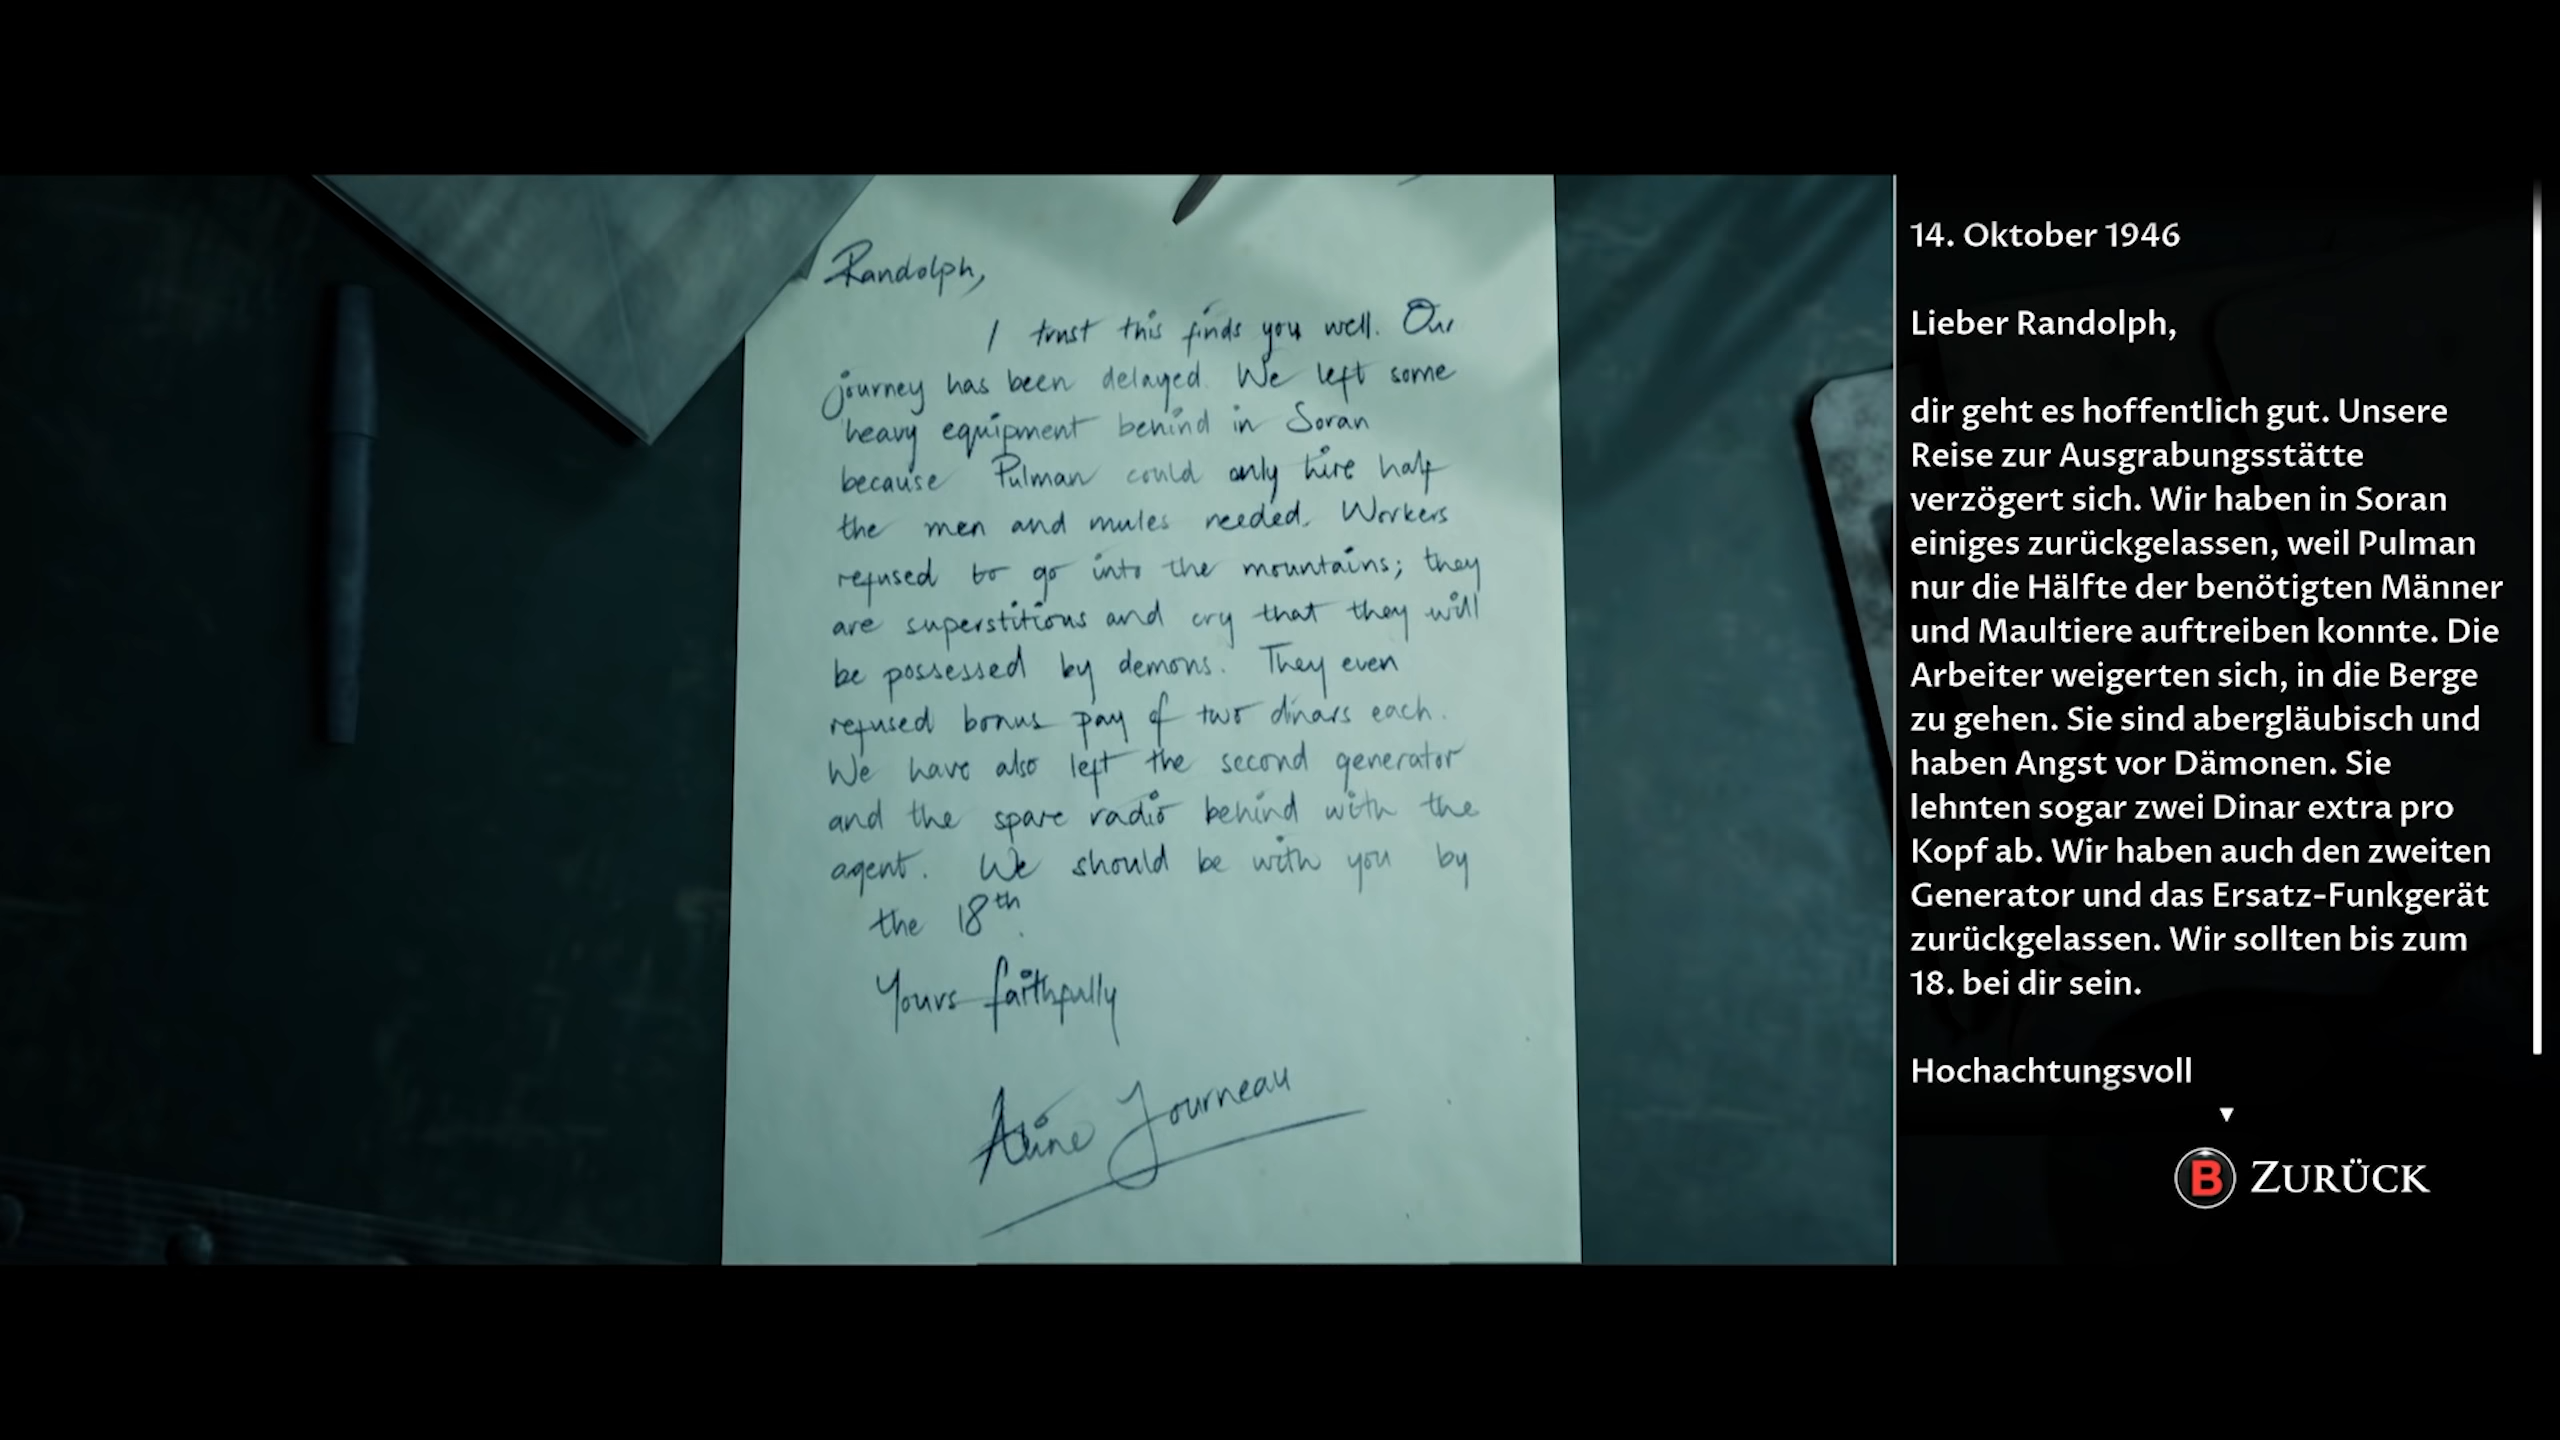 Randolph,
I trust this finds you well. Our
journey has been delayed. We left some
heavy equipment behind in Soran
because Pulman could only hire half
the men and mules needed. Workers
refused to go into the mountains; they
are superstitious and cry that they will
be possessed by demons. They even
refused bonus pay of two dinars each.
We have also left the second generator
and the spare radio behind with the
agent. We should be with you by
the 18th.
Yours faithfully
Aline Journeau
14. Oktober 1946
Lieber Randolph,
dir geht es hoffentlich gut. Unsere
Reise zur Ausgrabungsstätte
verzögert sich. Wir haben in Soran
einiges zurückgelassen, weil Pulman
nur die Hälfte der benötigten Männer
und Maultiere auftreiben konnte. Die
Arbeiter weigerten sich, in die Berge
zu gehen. Sie sind abergläubisch und
haben Angst vor Dämonen. Sie
lehnten sogar zwei Dinar extra pro
Kopf ab. Wir haben auch den zweiten
Generator und das Ersatz-Funkgerät
zurückgelassen. Wir sollten bis zum
18. bei dir sein.
Hochachtungsvoll
B ZURÜCK